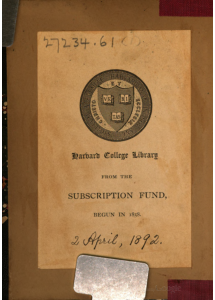 27234.61
Harvard College Library
FROM THE
SUBSCRIPTION FUND,
BEGUN IN 1858.
2 April, 1892.